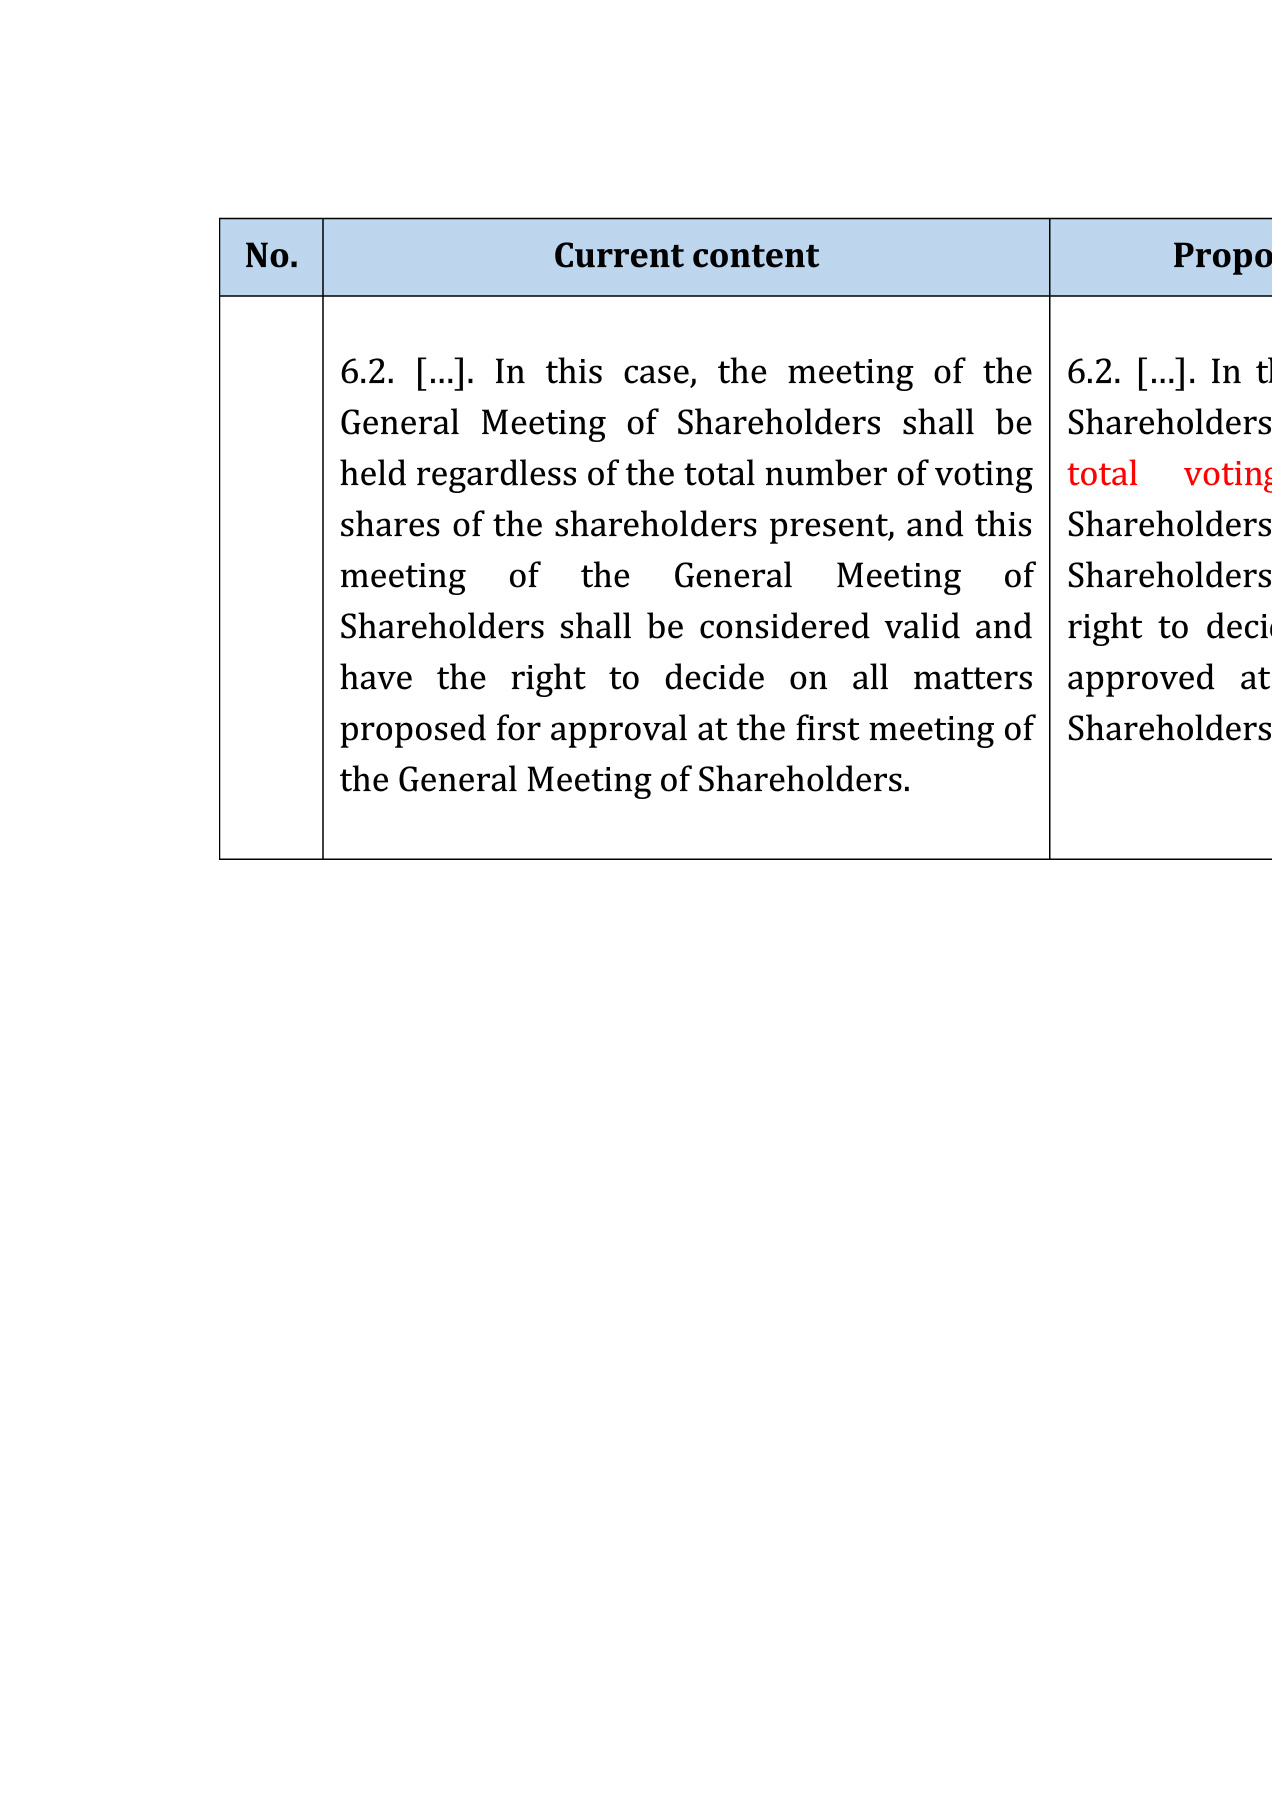 No.
Current content
6.2. […]. In this case, the meeting of the
General Meeting of Shareholders shall be
held regardless of the total number of voting
shares of the shareholders present, and this
meeting of the General Meeting of
Shareholders shall be considered valid and
have the right to decide on all matters
proposed for approval at the first meeting of
the General Meeting of Shareholders.
6.2. […]. In
Shareholders
total voting
Shareholders
Shareholders
right to
approved at
Shareholders